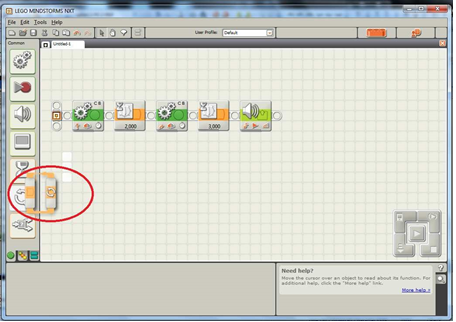 LEGO MINDSTORMS NXT
File Edit Tools Help
User Profile: Default
Common Untitled-1
C B C B
2,000 3,000
Need help?
Move the cursor over an object to read about its function. For
additional help, click the "More help" link.
More help »